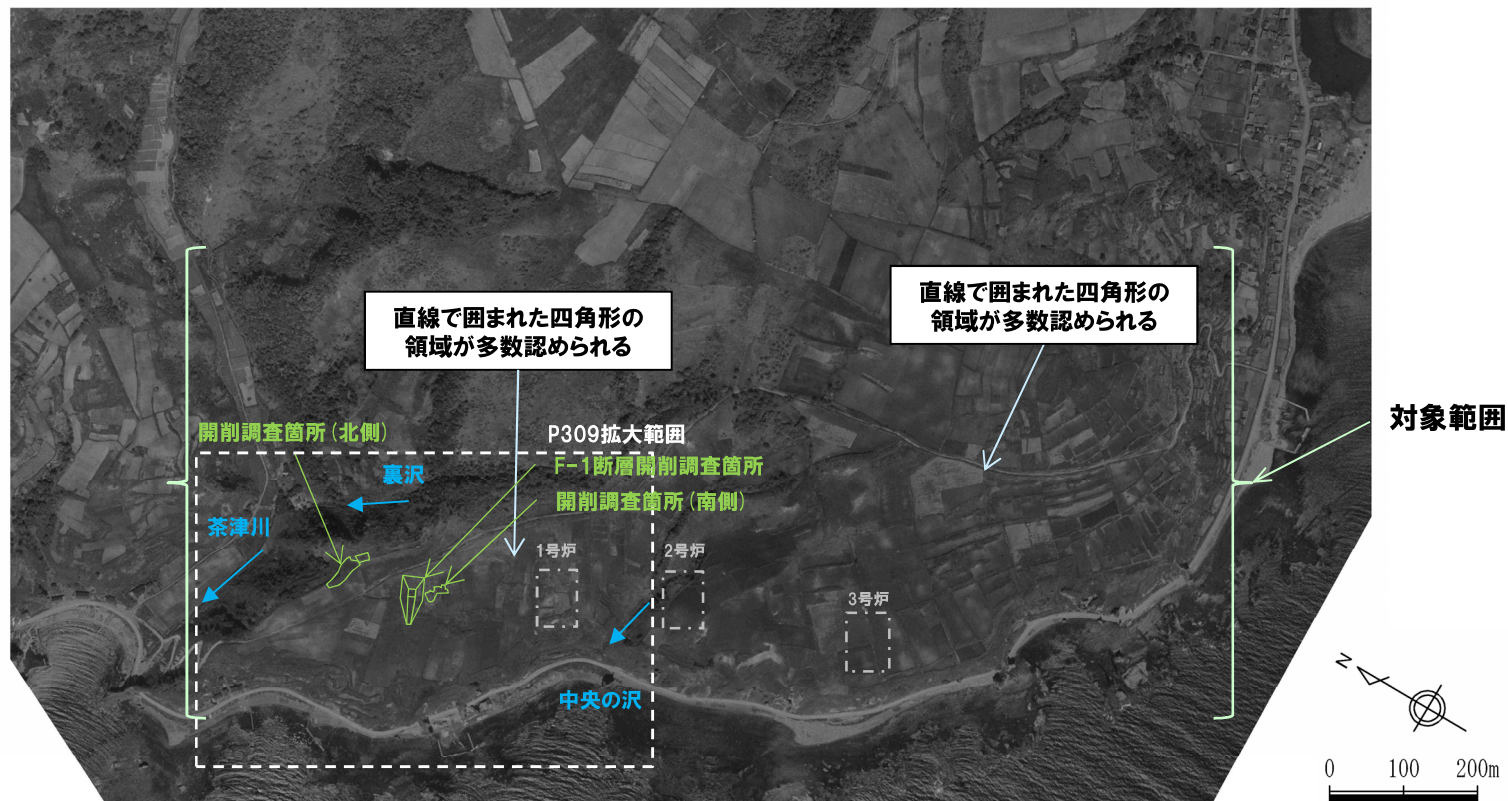 直線で囲まれた四角形の
領域が多数認められる
直線で囲まれた四角形の
領域が多数認められる
対象範囲
開削調査箇所(北側)
P309拡大範囲
裏沢
F-1断層開削調査箇所
開削調査箇所(南側)
茶津川
1号炉
2号炉
3号炉
中央の沢
N
0 100 200m